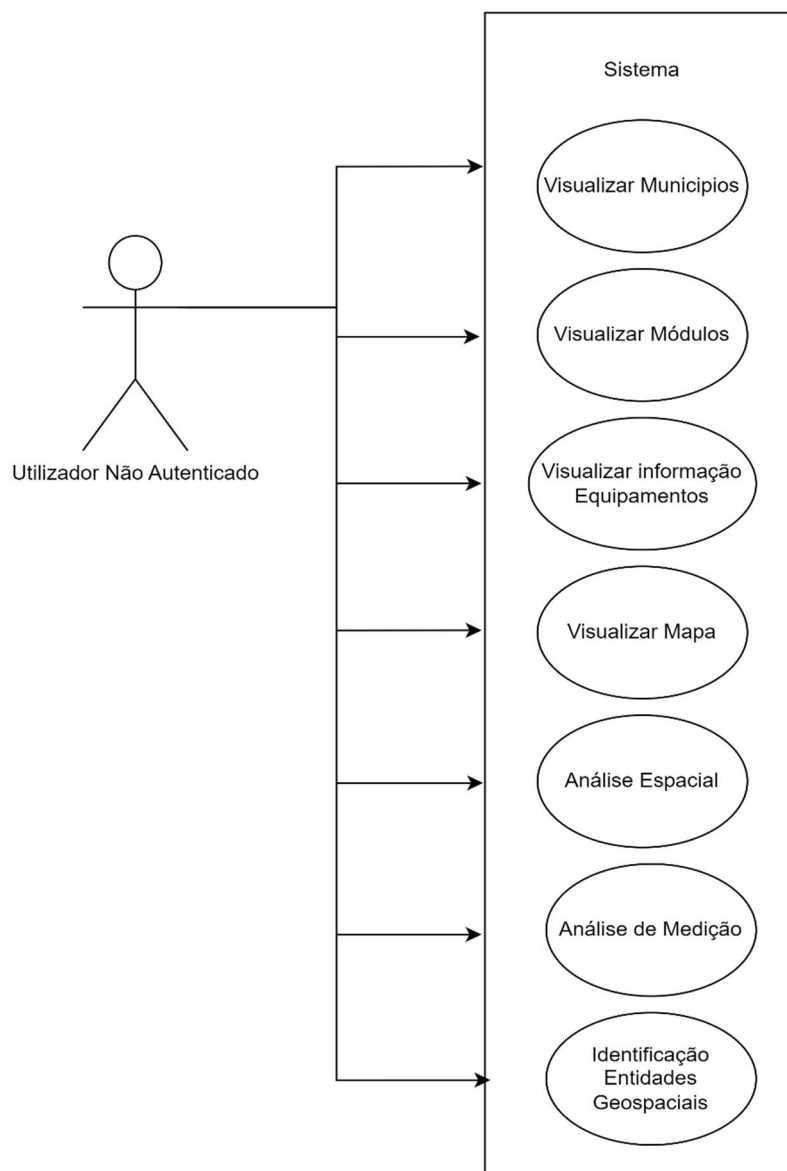 Sistema
Visualizar Municipios
Visualizar Módulos
Utilizador Não Autenticado
Visualizar informação
Equipamentos
Visualizar Mapa
Análise Espacial
Análise de Medição
Identificação
Entidades
Geospaciais